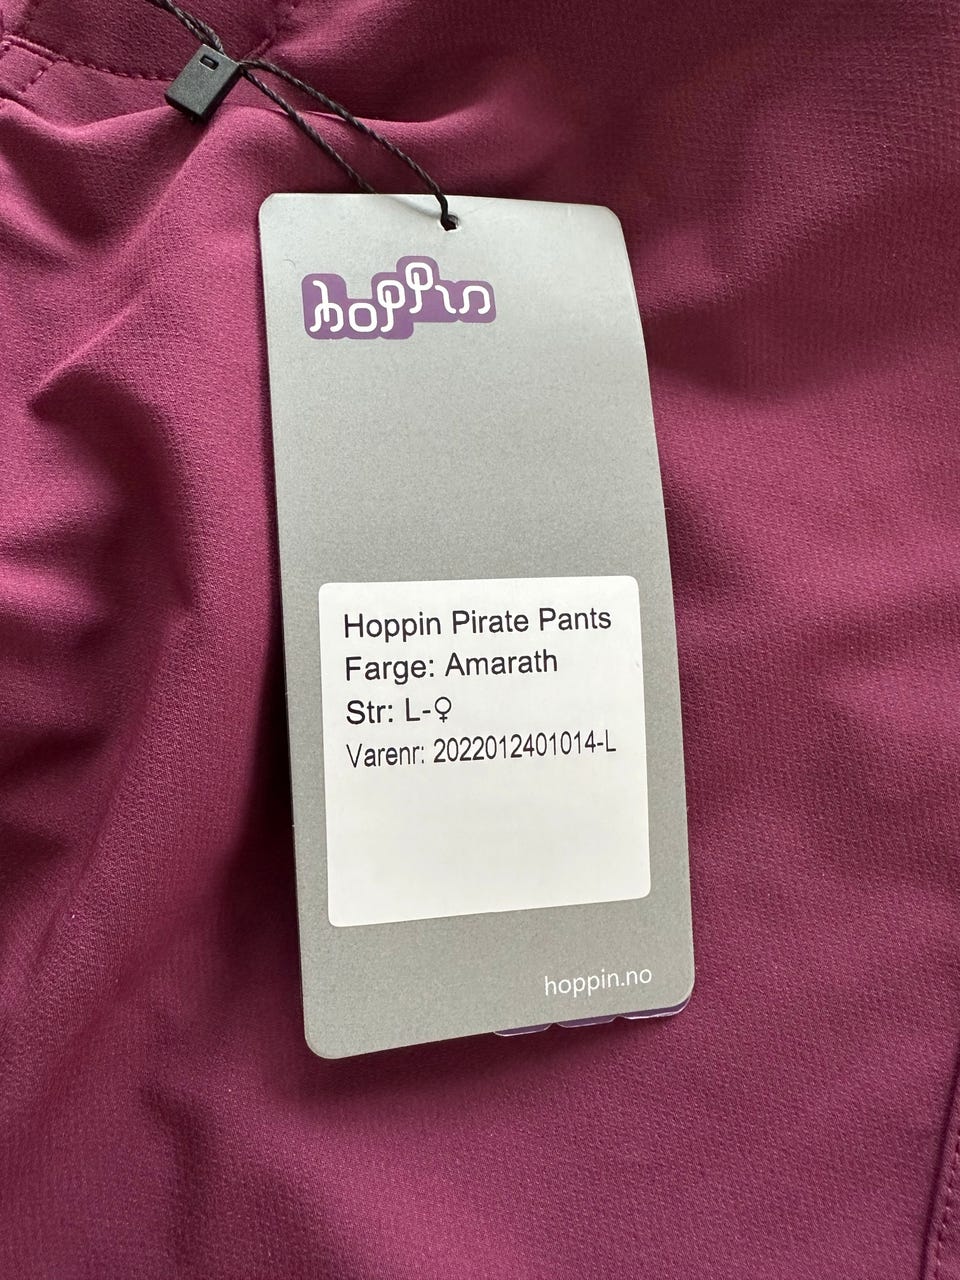 hoppin
Hoppin Pirate Pants
Farge: Amarath
Str: L-♀
Varenr: 2022012401014-L
hoppin.no